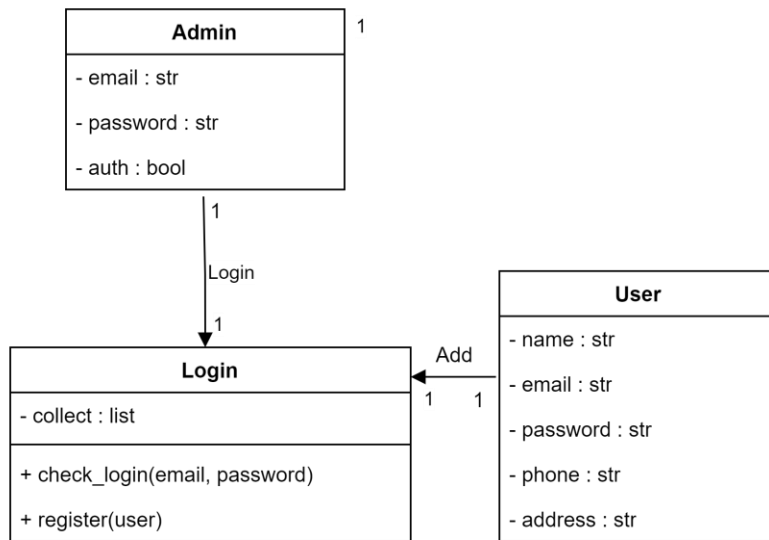 Admin
1
- email : str
- password : str
- auth : bool
1
Login
1
User
- name : str
- email : str
- password : str
- phone : str
- address : str
Add
1
1
Login
- collect : list
+ check_login(email, password)
+ register(user)